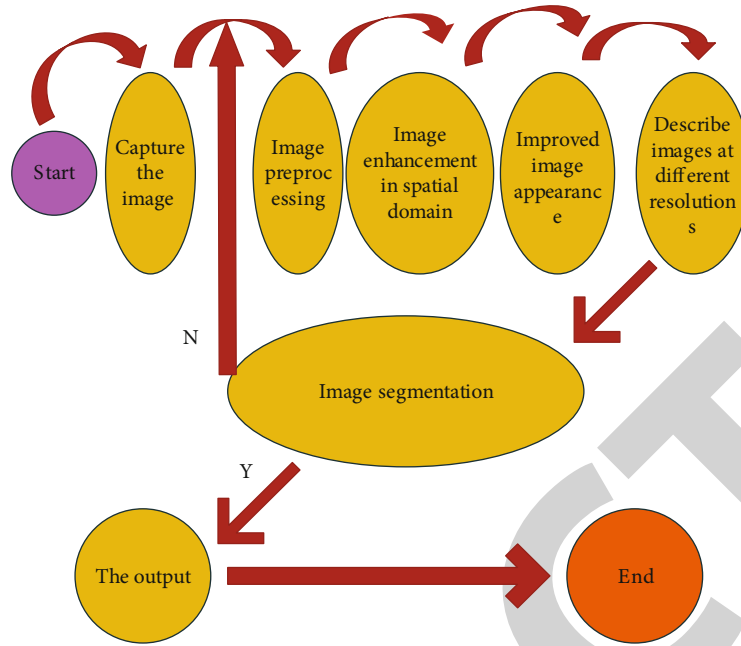 Start
Capture
the
image
Image
preproc
essing
Image
enhancement
in spatial
domain
Improved
image
appearanc
e
Describe
images at
different
resolution
s
N
Image segmentation
Y
The output
End
CT